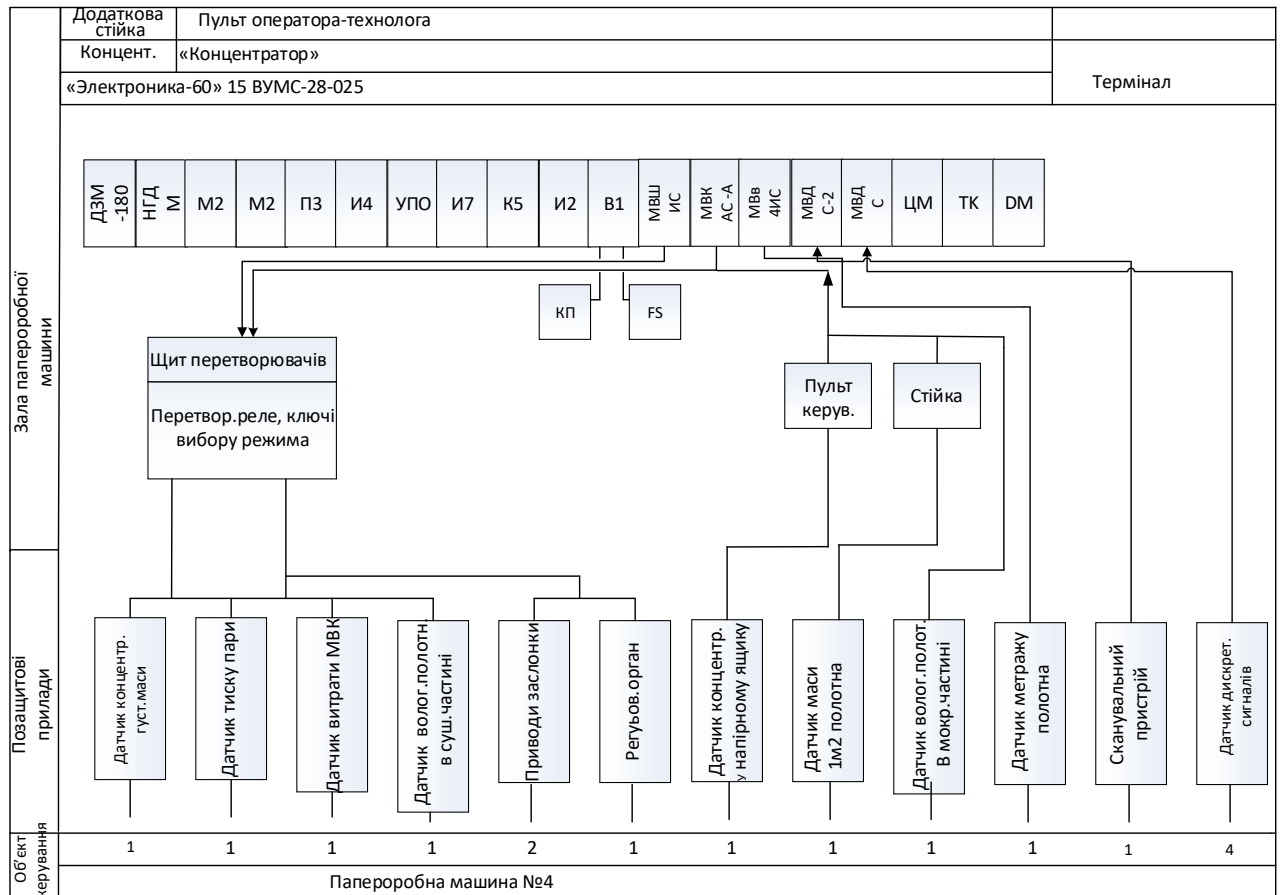 Додаткова
стійка
Пульт оператора-технолога
Концент.
«Концентратор»
«Электроника-60» 15 ВУМС-28-025
Термінал
Зала папероробної
машини
ДЗМ
-180
НГД
М
М2
М2
П3
И4
УПО
И7
К5
И2
В1
МВШ
ИС
МВК
АС-А
МВв
4ИС
МВД
С-2
МВД
С
ЦМ
ТК
DM
КП
FS
Щит перетворювачів
Перетвор.реле, ключі
вибору режима
Пульт
керув.
Стійка
Позащитові
прилади
Датчик концентр.
густ.маси
Датчик тиску пари
Датчик витрати МВК
Датчик волог.полотн.
в суш.частині
Приводи заслонки
Регуьов.орган
Датчик концентр.
у напірному ящику
Датчик маси
1м2 полотна
Датчик волог.полот.
В мокр.частині
Датчик метражу
полотна
Сканувальний
пристрій
Датчик дискрет.
сигналів
Об'єкт
керування
1 1 1 1 2 1 1 1 1 1 1 4
Папероробна машина №4